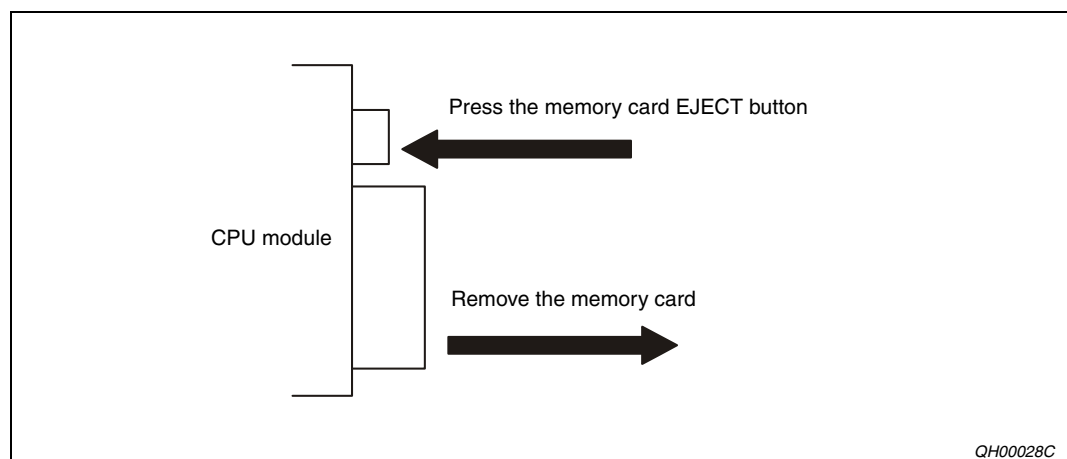 Press the memory card EJECT button
CPU module
Remove the memory card
QH00028C